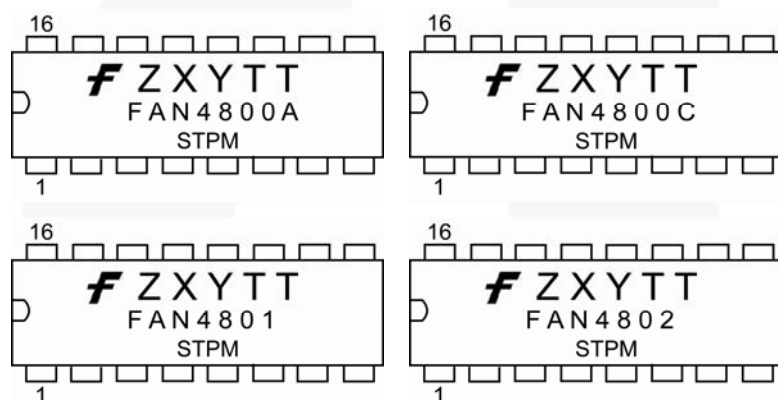 16
ZXYTT
FAN4800A
STPM
1
16
ZXYTT
FAN4800C
STPM
1
16
ZXYTT
FAN4801
STPM
1
16
ZXYTT
FAN4802
STPM
1